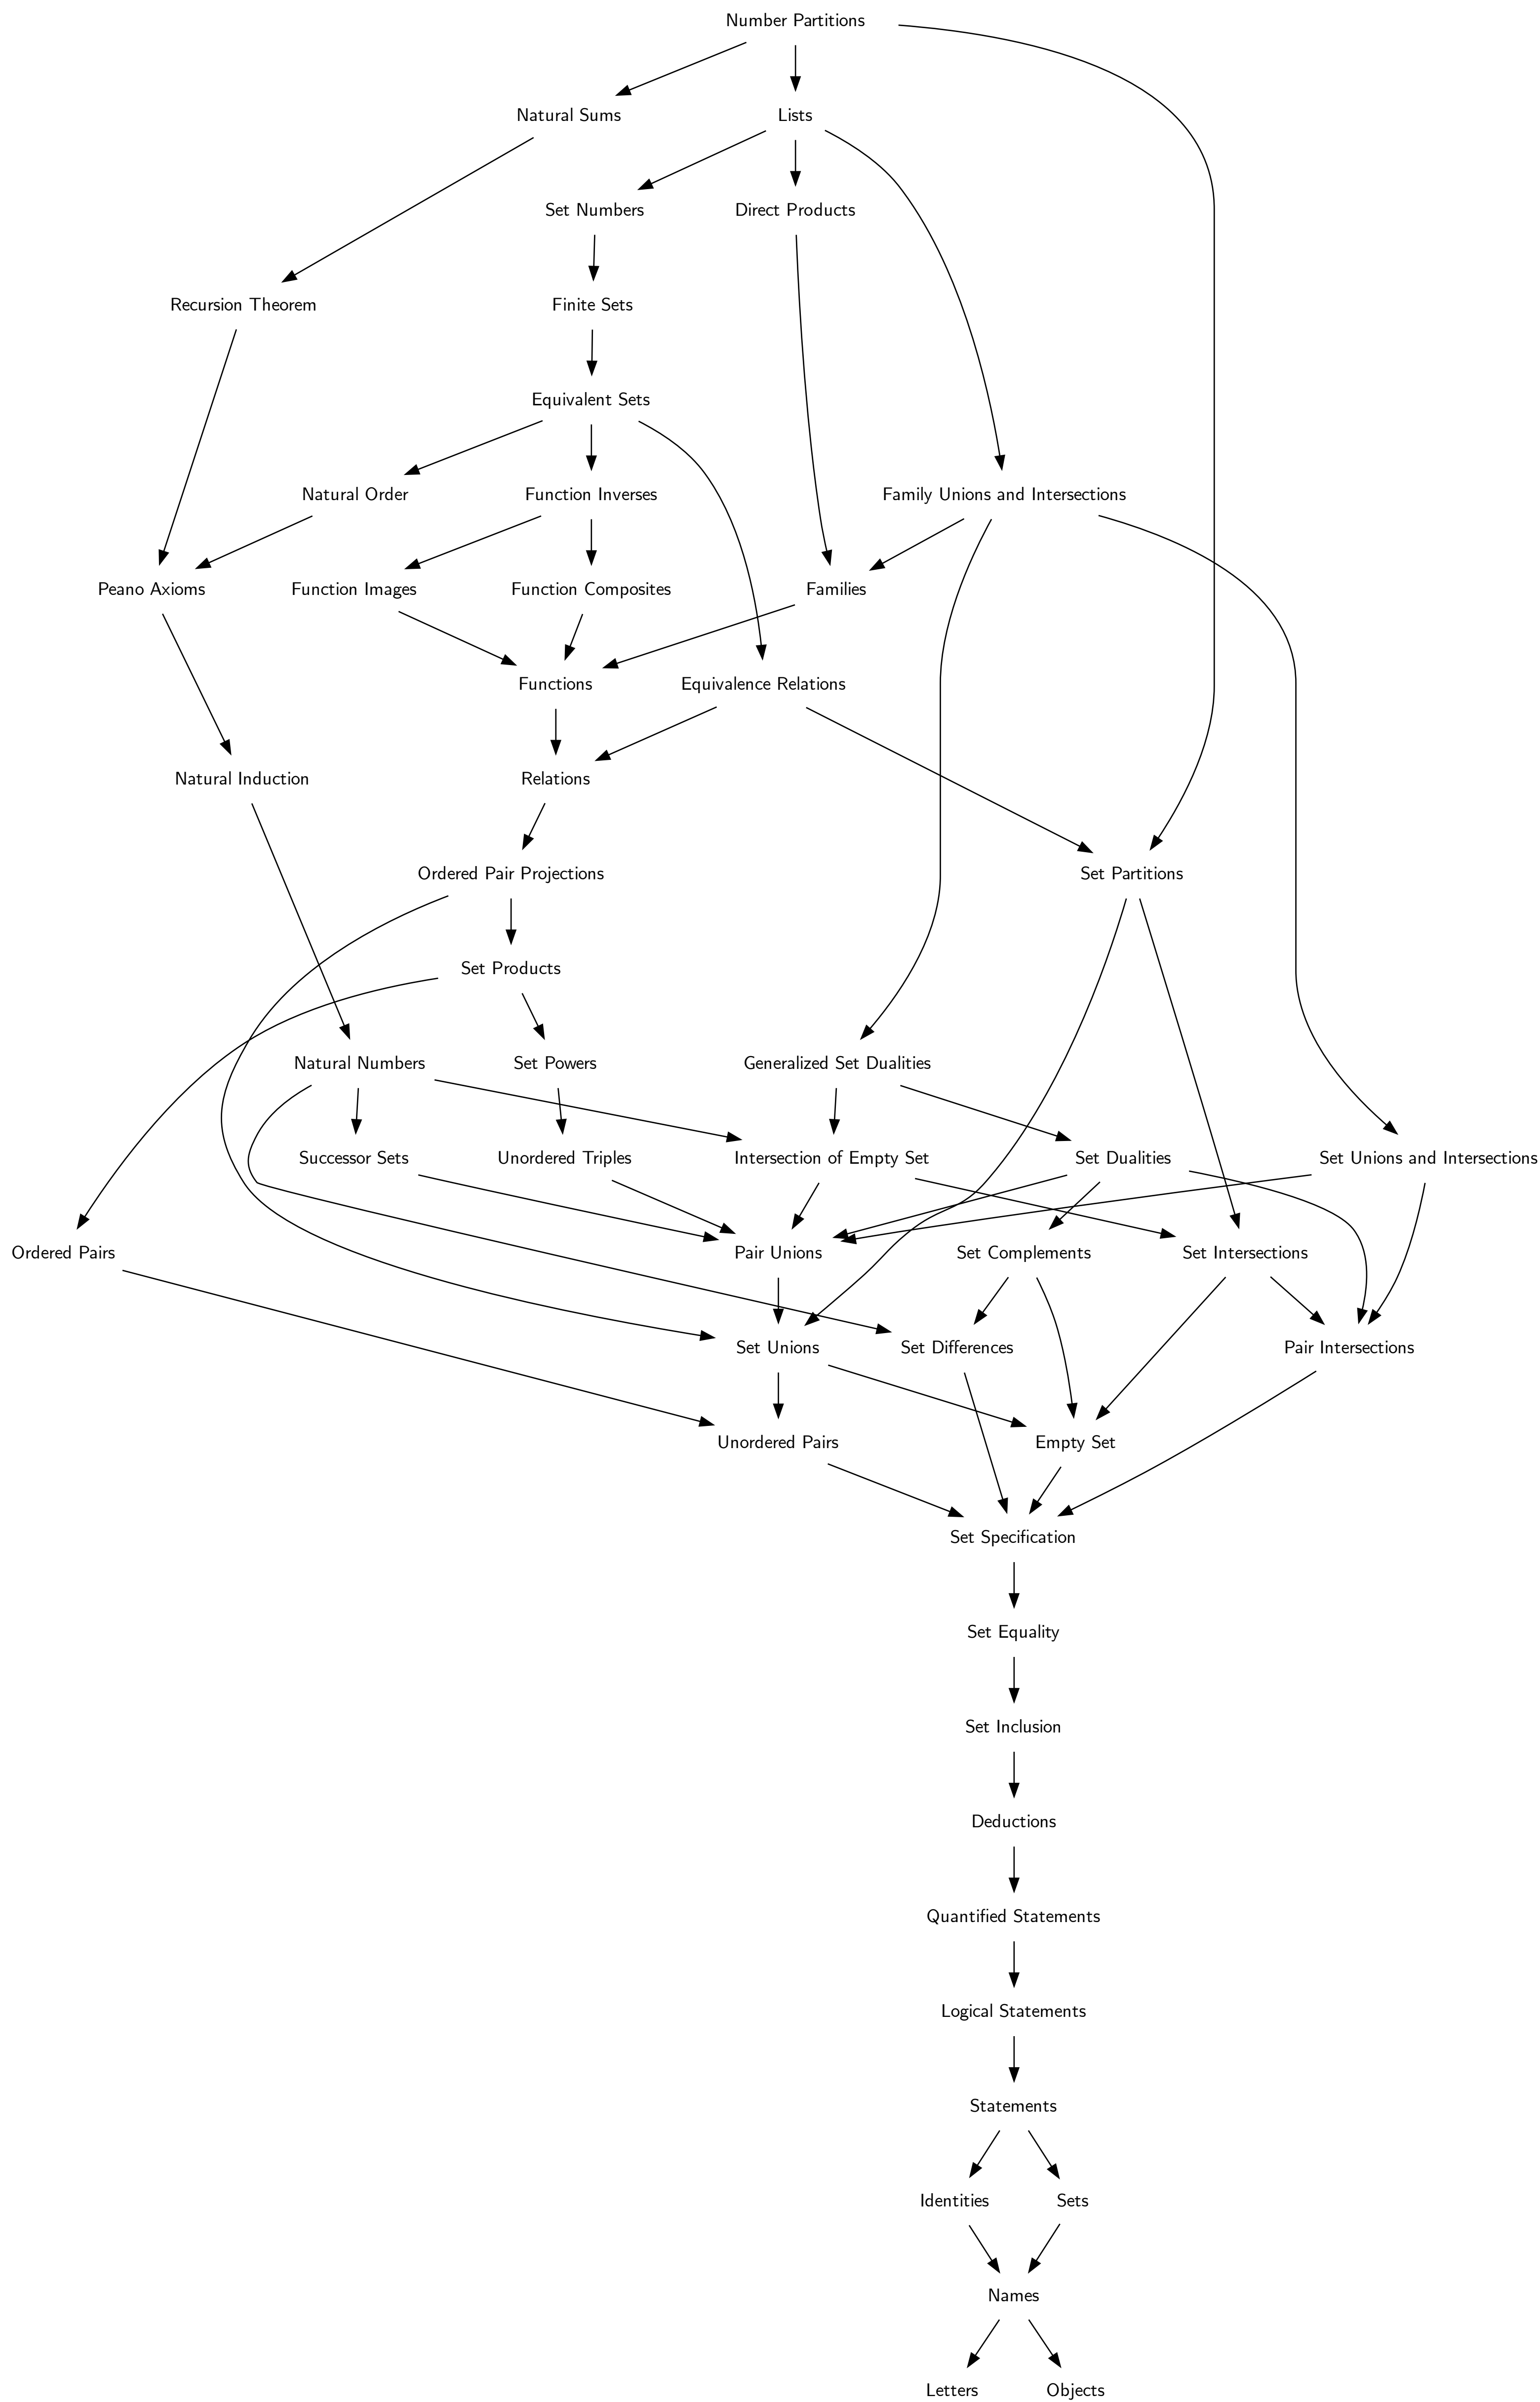 Number Partitions
Natural Sums
Lists
Set Numbers
Direct Products
Recursion Theorem
Finite Sets
Equivalent Sets
Natural Order
Function Inverses
Family Unions and Intersections
Peano Axioms
Function Images
Function Composites
Families
Functions
Equivalence Relations
Natural Induction
Relations
Ordered Pair Projections
Set Partitions
Set Products
Natural Numbers
Set Powers
Generalized Set Dualities
Successor Sets
Unordered Triples
Intersection of Empty Set
Set Dualities
Set Unions and Intersections
Ordered Pairs
Pair Unions
Set Complements
Set Intersections
Set Unions
Set Differences
Pair Intersections
Unordered Pairs
Empty Set
Set Specification
Set Equality
Set Inclusion
Deductions
Quantified Statements
Logical Statements
Statements
Identities
Sets
Names
Letters
Objects